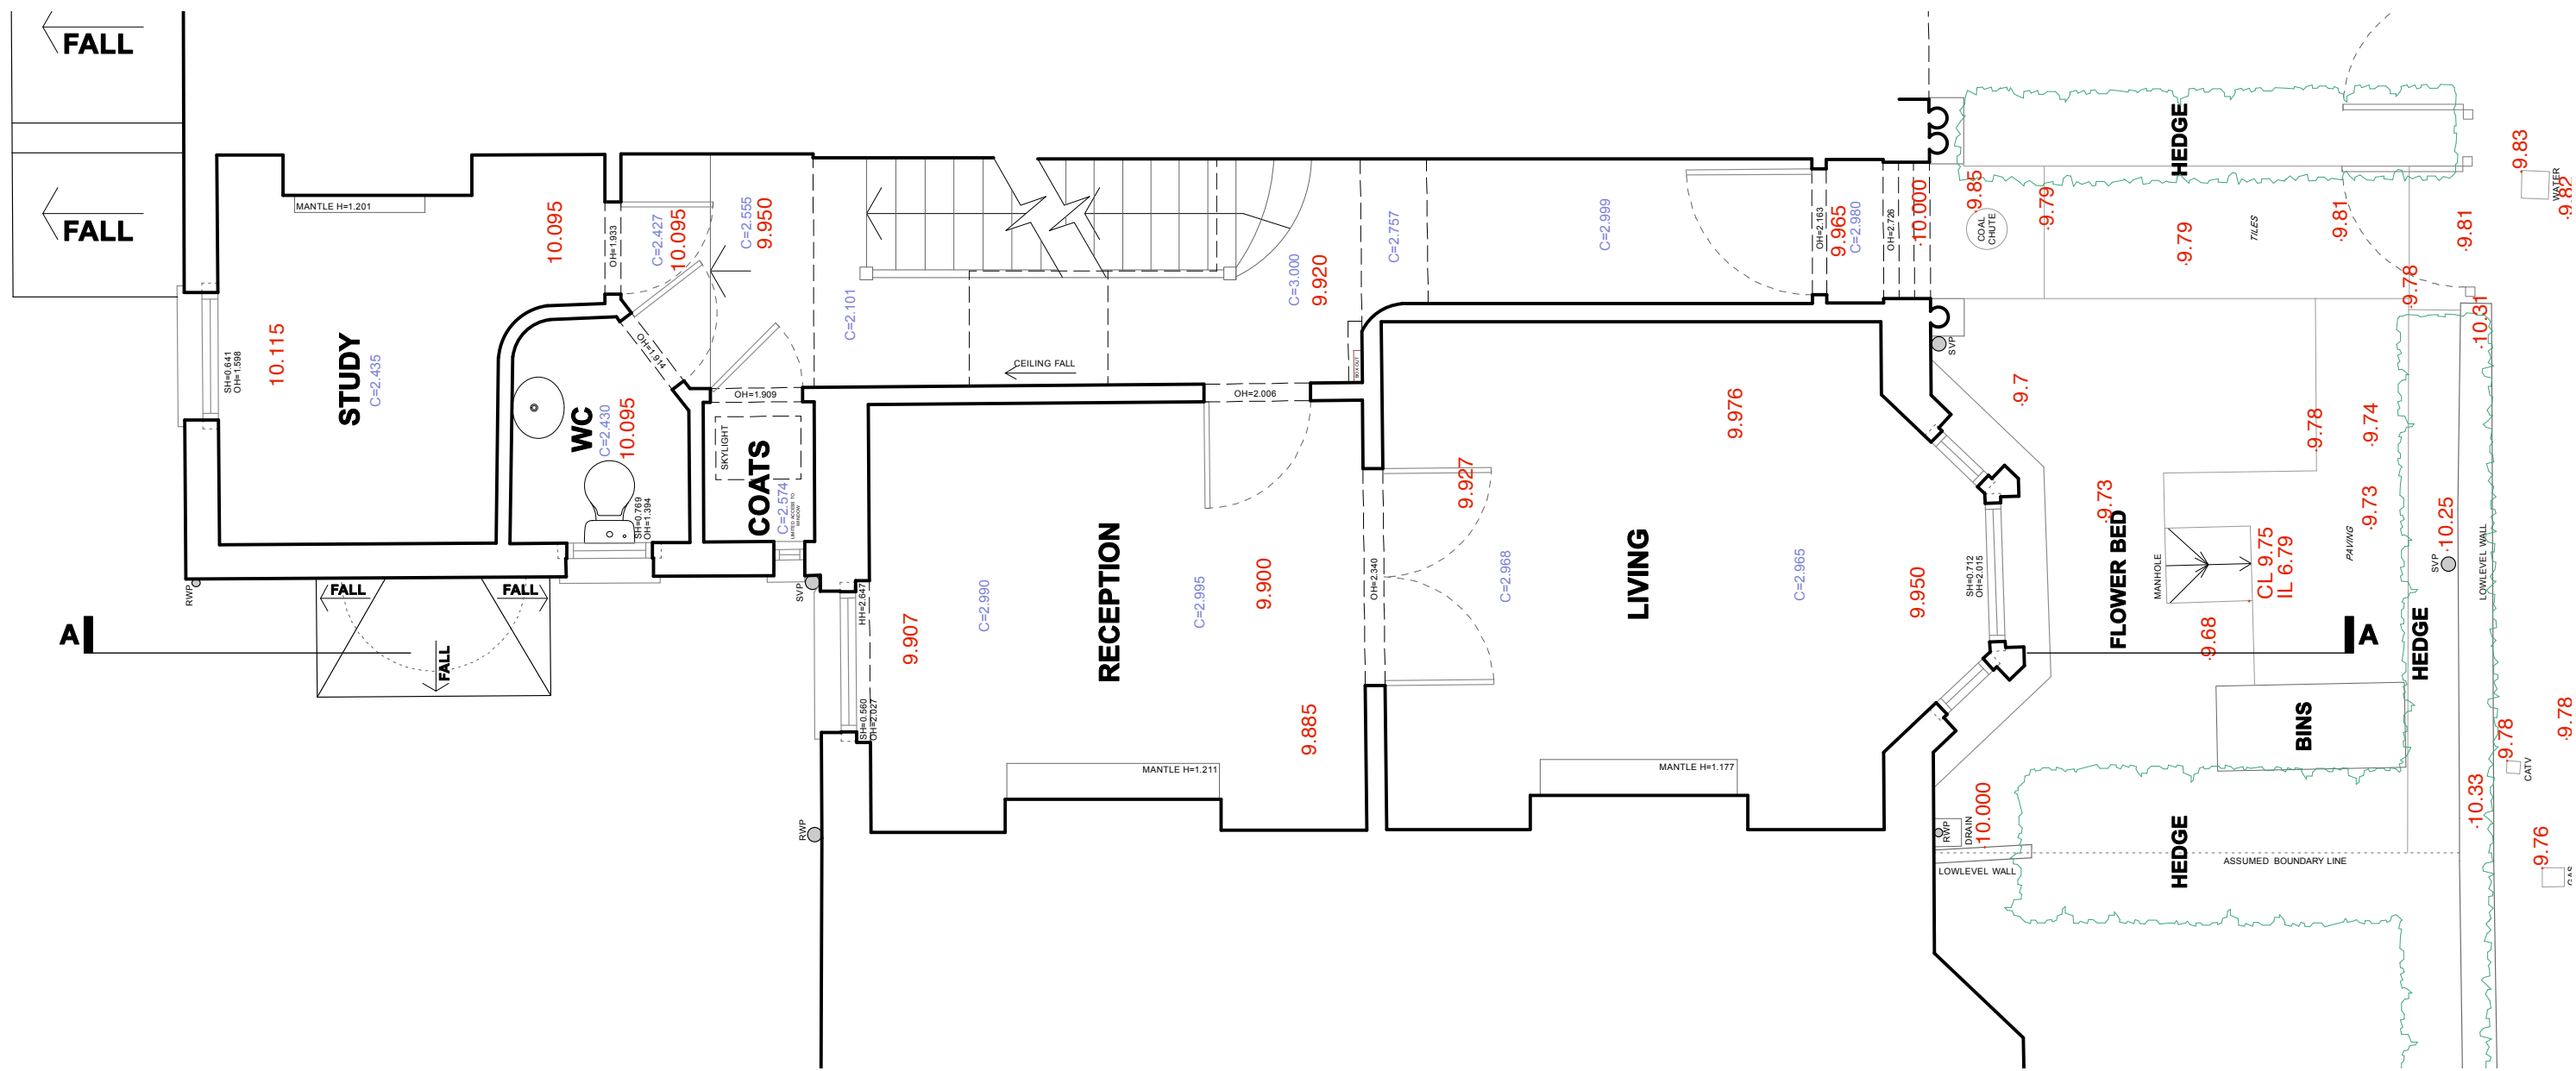 FALL
FALL
MANTLE H=1.201
10.095
OH=1.933
C=2.427
10.095
C=2.555
9.950
C=2.101
C=3.000
9.920
C=2.757
C=2.999
OH=2.163
9.965
C=2.980
OH=2.726
10.000
9.85
COAL
CHUTE
9.79
HEDGE
9.79
TILES
9.81
9.78
9.81
9.83
WATER
9.82
10.31
SH=0.641
OH=1.598
10.115
STUDY
C=2.435
WC
C=2.430
10.095
OH=1.914
SH=0.769
OH=1.394
OH=1.909
SKYLIGHT
COATS
C=2.574
LIMITED ACCESS TO
WINDOW
CEILING FALL
OH=2.006
SVP
9.7
9.976
9.927
9.78
9.74
RWP
FALL
FALL
FALL
SVP
HH=2.647
SH=0.560
OH=2.027
9.907
C=2.990
RECEPTION
C=2.995
9.900
9.885
OH=2.340
C=2.968
LIVING
C=2.965
9.950
SH=0.712
OH=2.015
9.73
FLOWER BED
MANHOLE
CL 9.75
IL 6.79
9.68
PAVING
9.73
10.25
SVP
LOWLEVEL WALL
HEDGE
A
A
BINS
MANTLE H=1.211
MANTLE H=1.177
RWP
RWP
DRAIN
10.000
LOWLEVEL WALL
HEDGE
ASSUMED BOUNDARY LINE
10.33
9.78
CATV
9.78
9.76
GAS